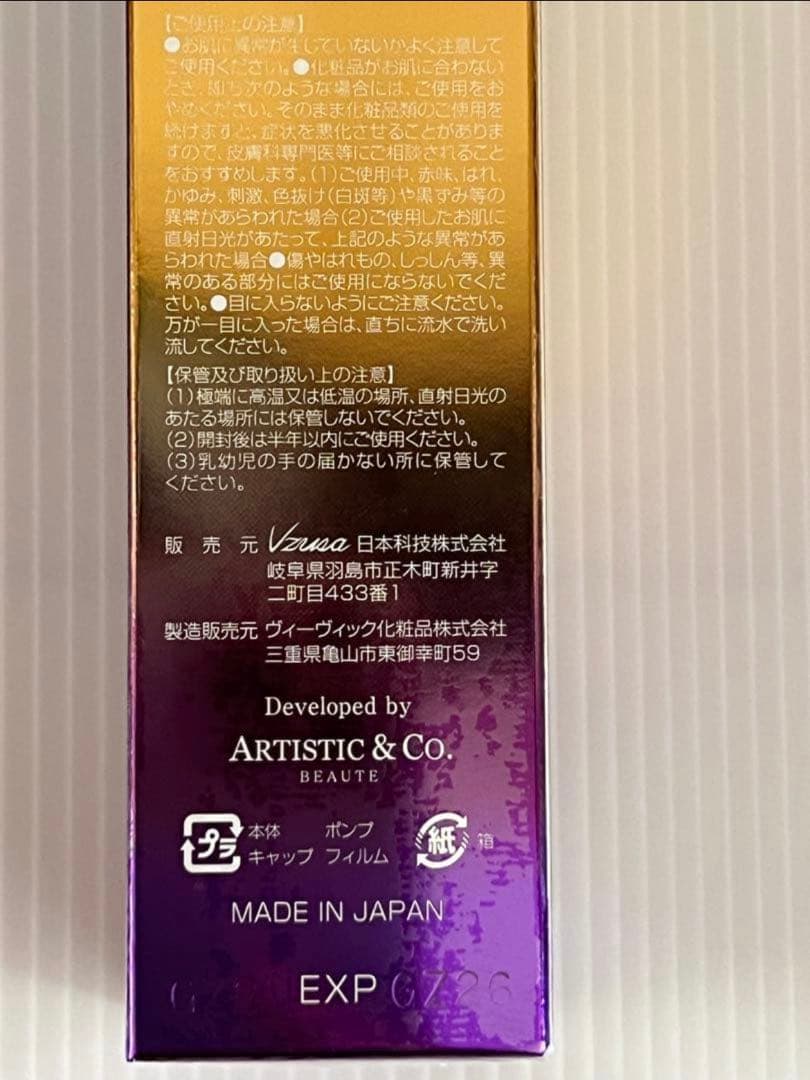 【ご使用上の注意】
●お肌に異常が生じていないかよく注意して
ご使用ください。●化粧品がお肌に合わない
とき、即ち次のような場合には、ご使用をお
やめください。そのまま化粧品類のご使用を
続けますと、症状を悪化させることがありま
すので、皮膚科専門医等にご相談されること
をおすすめします。(1)ご使用中、赤味、はれ、
かゆみ、刺激、色抜け(白斑等)や黒ずみ等の
異常があらわれた場合(2)ご使用したお肌に
直射日光があたって、上記のような異常があ
らわれた場合●傷やはれもの、しっしん等、異
常のある部分にはご使用にならないでくだ
さい。●目に入らないようにご注意ください。
万が一目に入った場合は、直ちに流水で洗い
流してください。
【保管及び取り扱い上の注意】
(1)極端に高温又は低温の場所、直射日光の
あたる場所には保管しないでください。
(2)開封後は半年以内にご使用ください。
(3)乳幼児の手の届かない所に保管して
ください。
販売元 Vzusa 日本科技株式会社
岐阜県羽島市正木町新井字
二町目433番1
製造販売元 ヴィーヴィック化粧品株式会社
三重県亀山市東御幸町59
Developed by
ARTISTIC & CO.
BEAUTE
プラ 本体 ポンプ
キャップ フィルム
紙 箱
MADE IN JAPAN
EXP